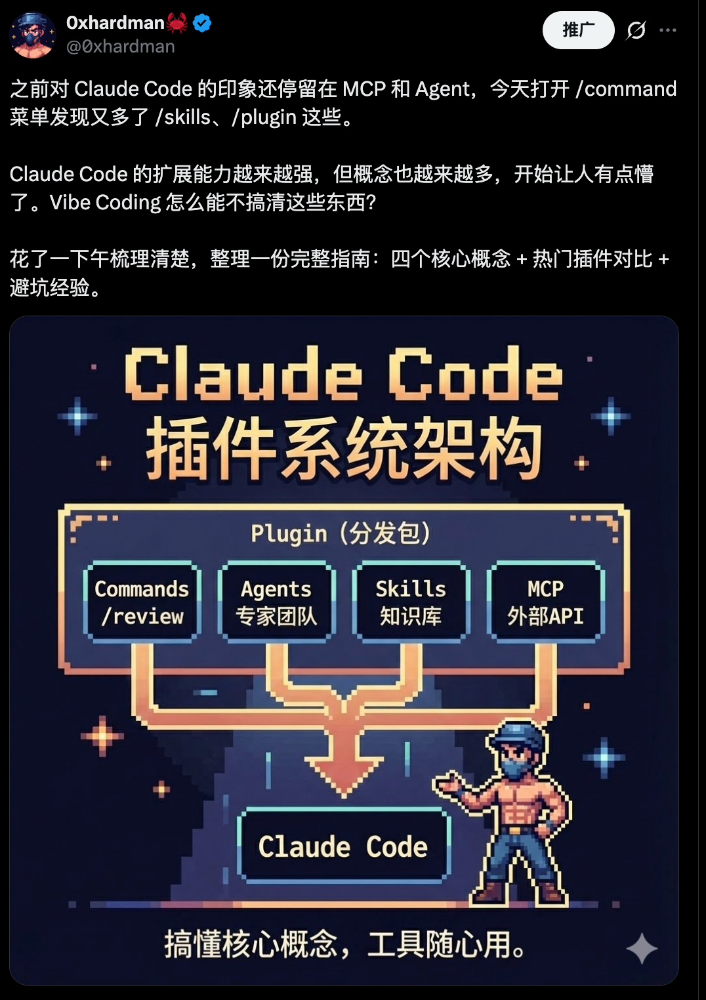 0xhardman🦀
@0xhardman
推广
之前对 Claude Code 的印象还停留在 MCP 和 Agent，今天打开 /command
菜单发现又多了 /skills、/plugin 这些。
Claude Code 的扩展能力越来越强，但概念也越来越多，开始让人有点懵
了。Vibe Coding 怎么能不搞清这些东西？
花了一下午梳理清楚，整理一份完整指南：四个核心概念 + 热门插件对比 +
避坑经验。
Claude Code
插件系统架构
Plugin（分发包）
Commands
/review
Agents
专家团队
Skills
知识库
MCP
外部API
Claude Code
搞懂核心概念，工具随心用。